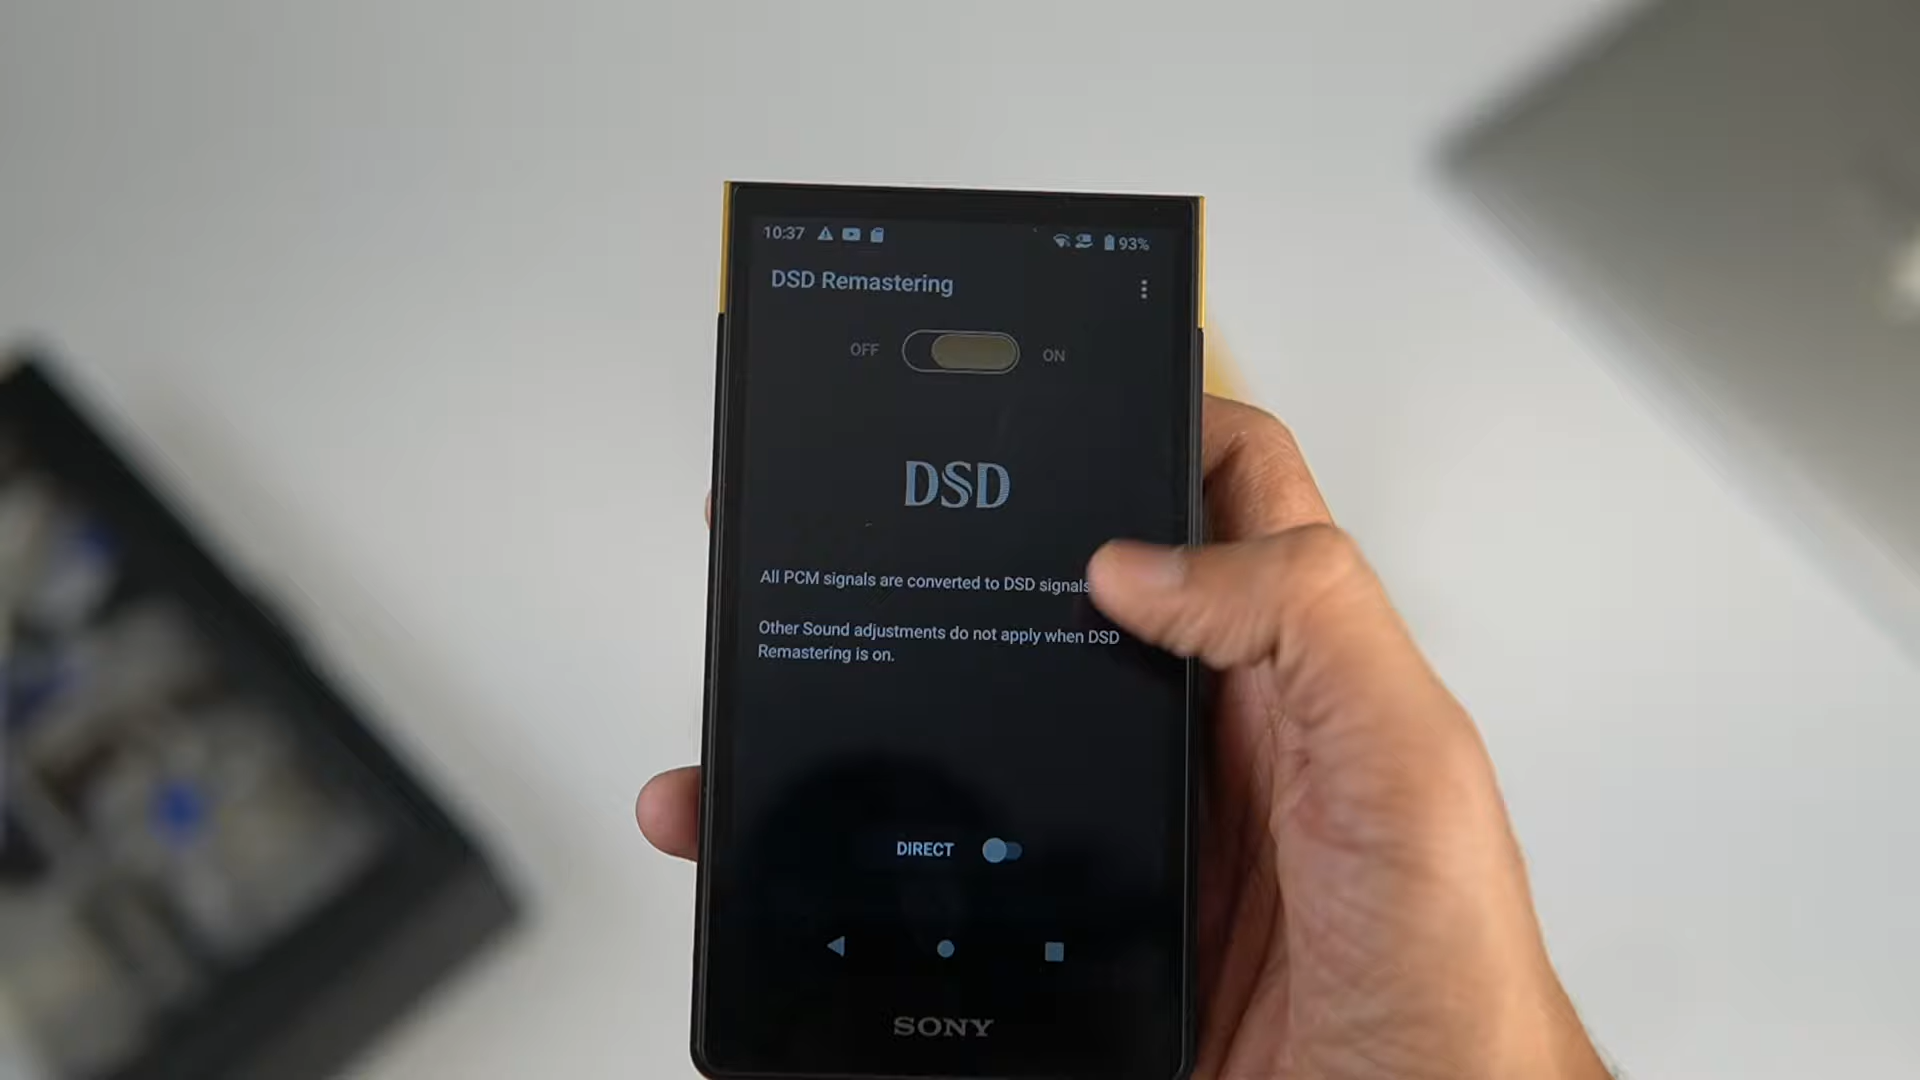 10:37
93%
DSD Remastering
OFF
ON
DSD
All PCM signals are converted to DSD signals
Other Sound adjustments do not apply when DSD
Remastering is on.
DIRECT
SONY